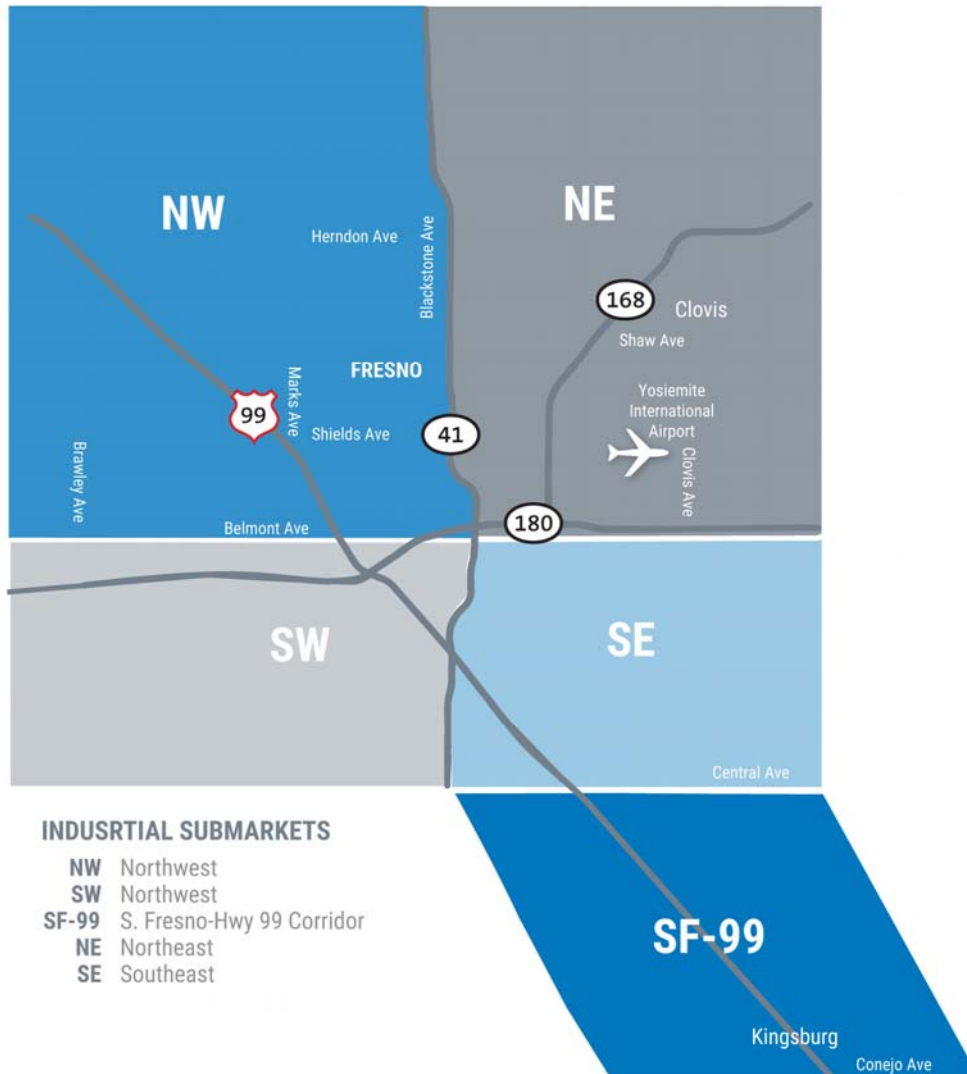 NW
NE
Herndon Ave
Blackstone Ave
168
Clovis
Shaw Ave
FRESNO
Marks Ave
99
Shields Ave
41
Yosiemite
International
Airport
Clovis Ave
Brawley Ave
Belmont Ave
180
SW
SE
Central Ave
INDUSRTIAL SUBMARKETS
NW Northwest
SW Northwest
SF-99 S. Fresno-Hwy 99 Corridor
NE Northeast
SE Southeast
SF-99
Kingsburg
Conejo Ave